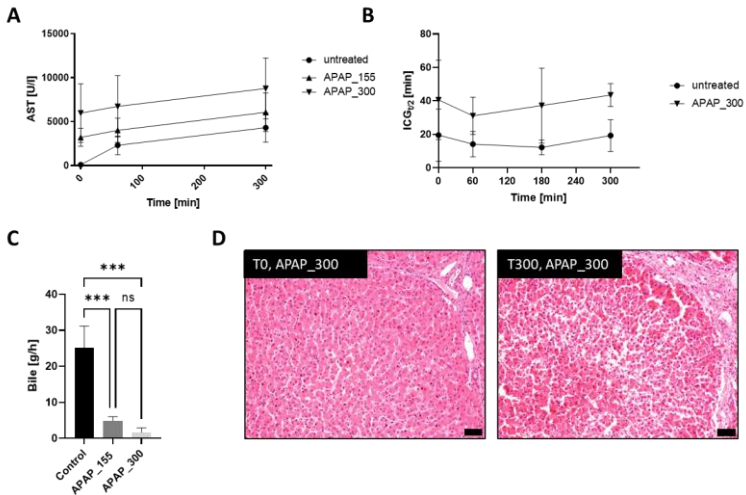 A
AST [U/l]
15000
10000
5000
0
0
100
200
300
Time [min]
untreated
APAP_155
APAP_300
B
ICGt1/2 [min]
80
60
40
20
0
0
60
120
180
240
300
Time [min]
untreated
APAP_300
C
***
***
ns
Bile [g/h]
40
30
20
10
0
Control
APAP_155
APAP_300
D
T0, APAP_300
T300, APAP_300